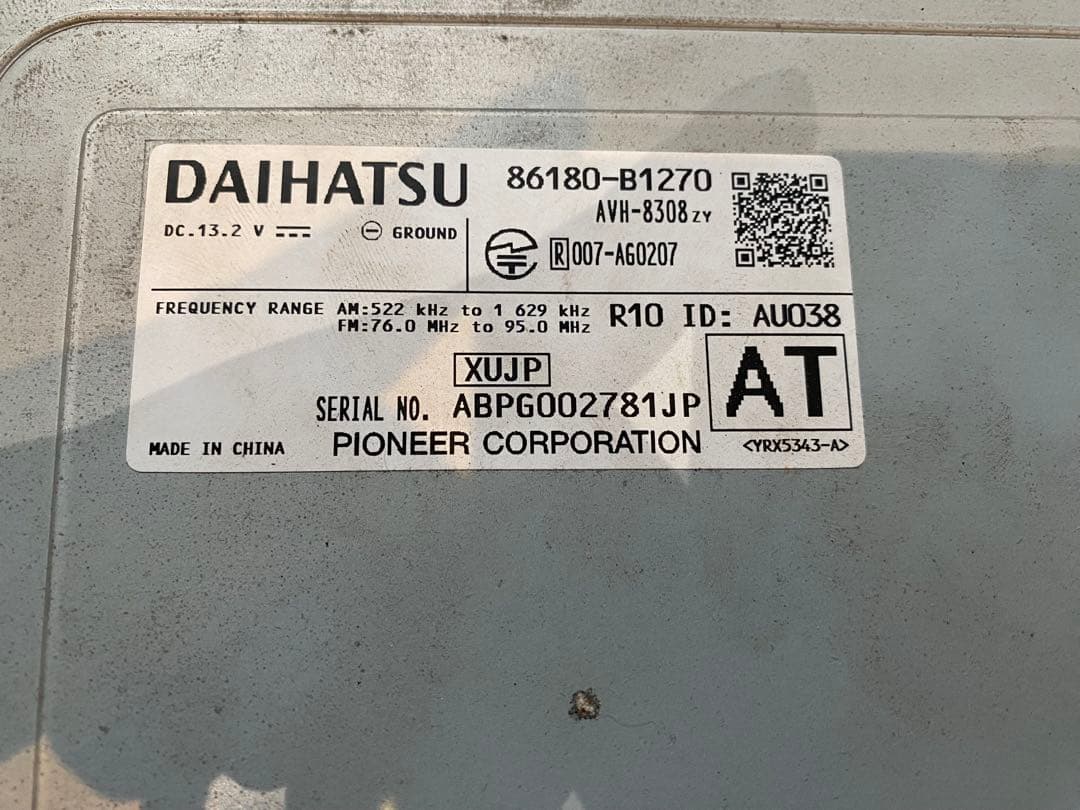 DAIHATSU
86180-B1270
AVH-8308ZY
DC.13.2 V
GROUND
R 007-AG0207
FREQUENCY RANGE AM:522 kHz to 1 629 kHz
FM:76.0 MHz to 95.0 MHz
R10 ID: AU038
XUJP
AT
SERIAL NO. ABPG002781JP
MADE IN CHINA
PIONEER CORPORATION
<YRX5343-A>